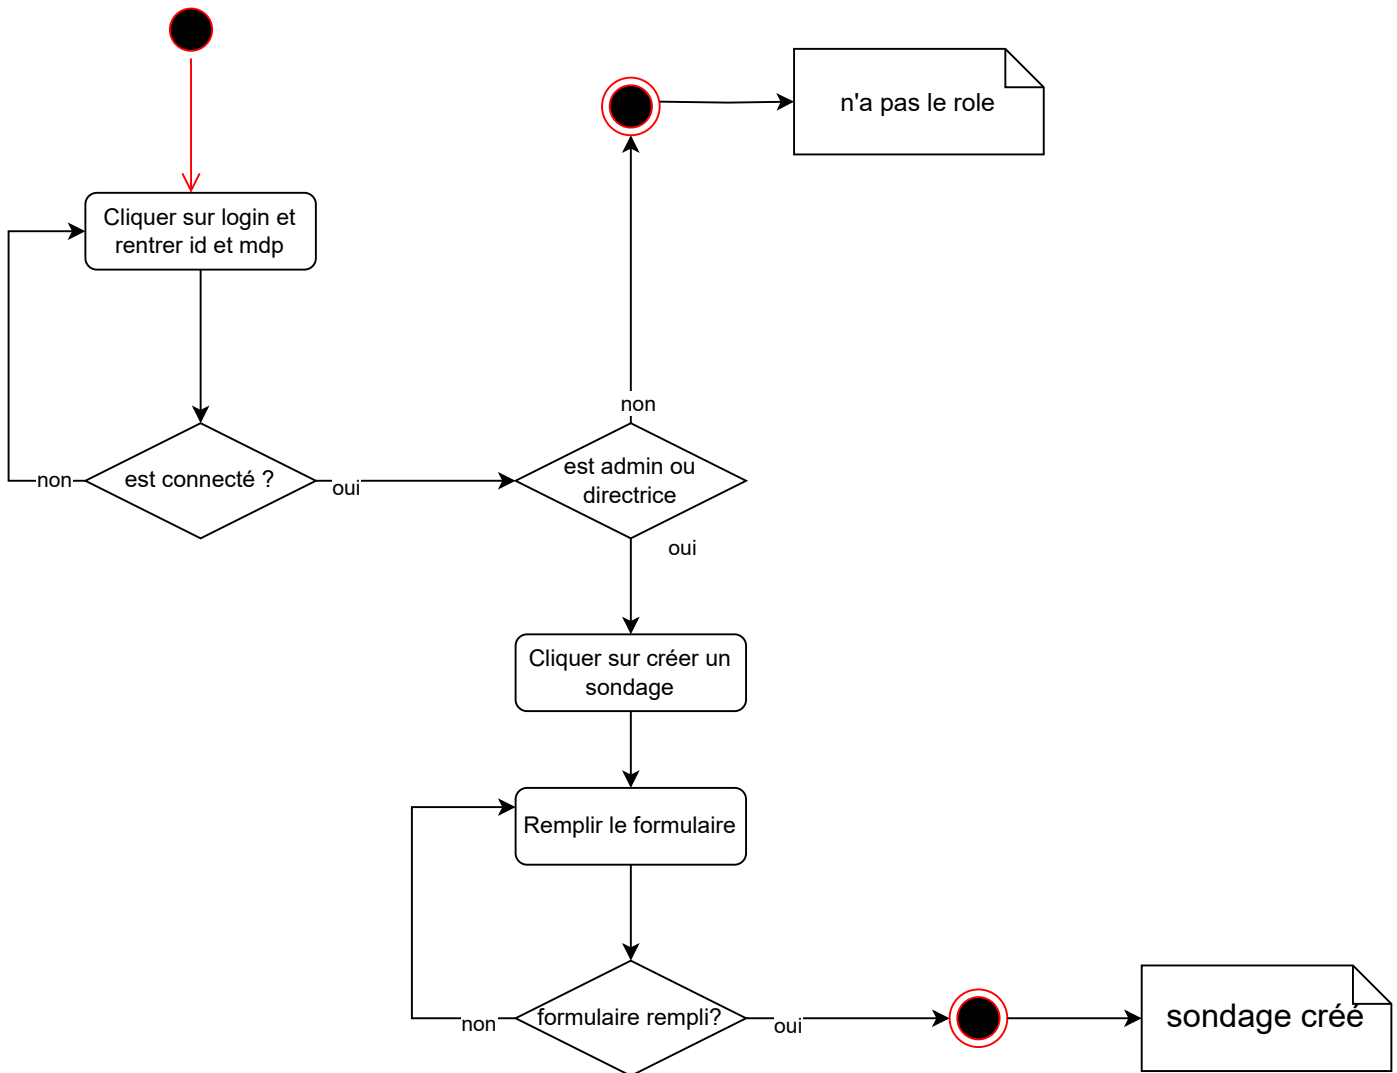 n'a pas le role
Cliquer sur login et
rentrer id et mdp
non
est connecté ?
oui
non
est admin ou
directrice
oui
Cliquer sur créer un
sondage
Remplir le formulaire
non
formulaire rempli?
oui
sondage créé